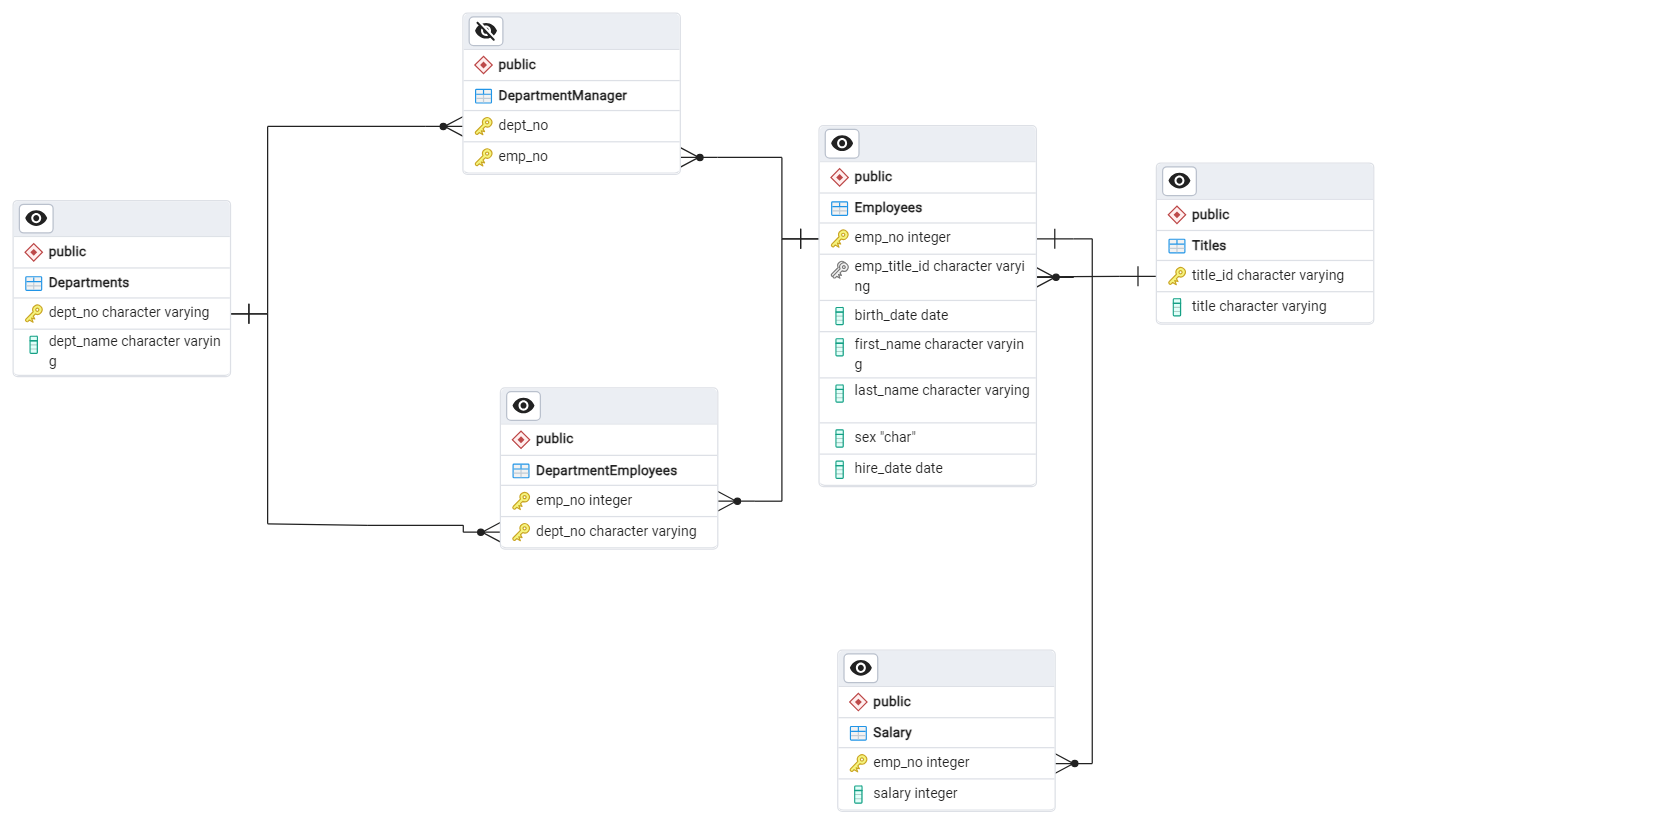 public
DepartmentManager
dept_no
emp_no
public
Departments
dept_no character varying
dept_name character varyin
g
public
DepartmentEmployees
emp_no integer
dept_no character varying
public
Employees
emp_no integer
emp_title_id character varyi
ng
birth_date date
first_name character varyin
g
last_name character varying
sex "char"
hire_date date
public
Titles
title_id character varying
title character varying
public
Salary
emp_no integer
salary integer